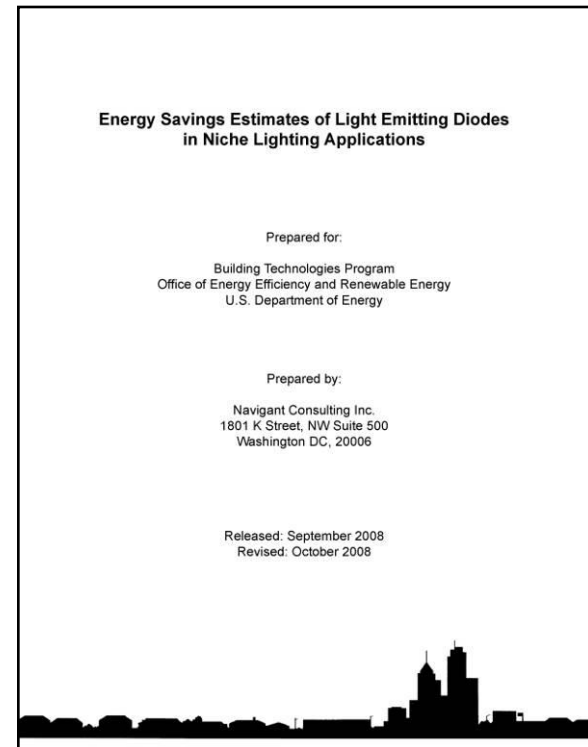 Energy Savings Estimates of Light Emitting Diodes
in Niche Lighting Applications
Prepared for:
Building Technologies Program
Office of Energy Efficiency and Renewable Energy
U.S. Department of Energy
Prepared by:
Navigant Consulting Inc.
1801 K Street, NW Suite 500
Washington DC, 20006
Released: September 2008
Revised: October 2008